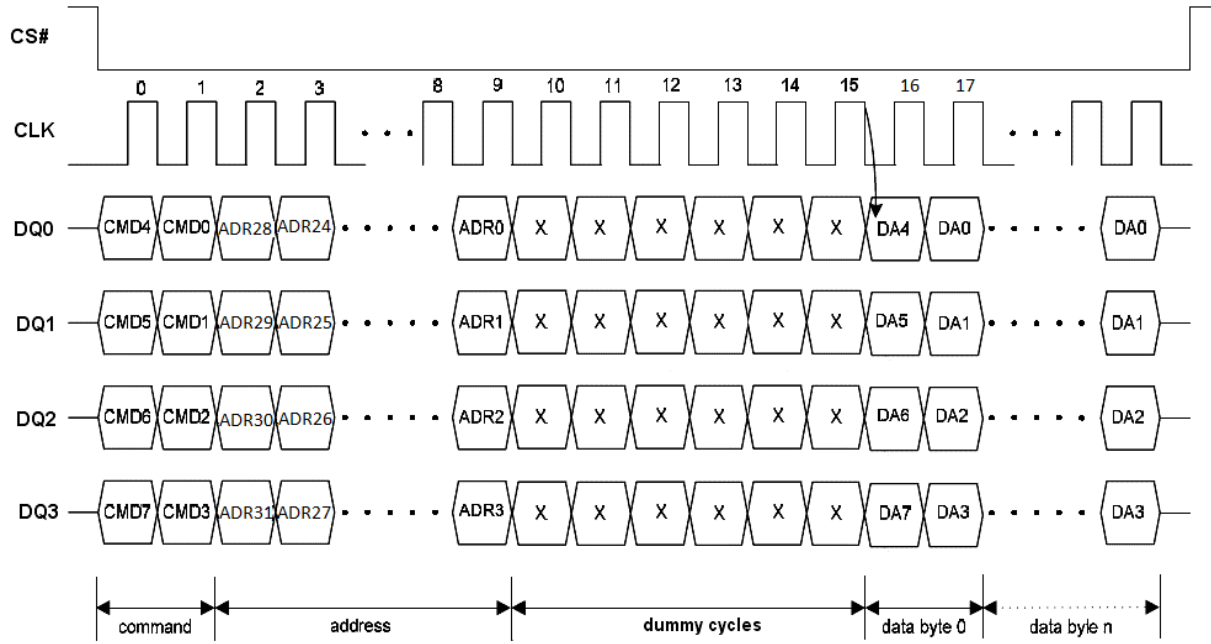 CS#
0 1 2 3 8 9 10 11 12 13 14 15 16 17
CLK
DQ0 CMD4 CMD0 ADR28 ADR24 ADR0 X X X X X X DA4 DA0 DA0
DQ1 CMD5 CMD1 ADR29 ADR25 ADR1 X X X X X X DA5 DA1 DA1
DQ2 CMD6 CMD2 ADR30 ADR26 ADR2 X X X X X X DA6 DA2 DA2
DQ3 CMD7 CMD3 ADR31 ADR27 ADR3 X X X X X X DA7 DA3 DA3
command address dummy cycles data byte 0 data byte n